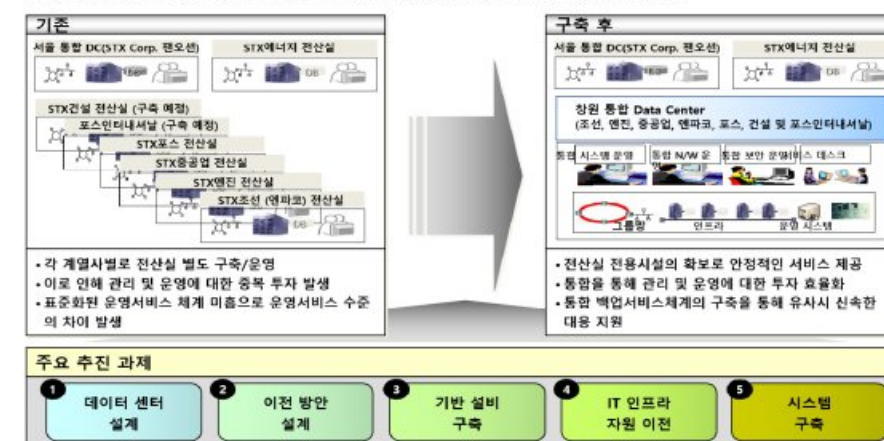 기존
서울 통합 DC(STX Corp. 팬오션)
STX에너지 전산실
DB
STX건설 전산실 (구축 예정)
포스인터내셔날 (구축 예정)
STX포스 전산실
STX중공업 전산실
STX엔진 전산실
STX조선 (엔파코) 전산실
DB
• 각 계열사별로 전산실 별도 구축/운영
• 이로 인해 관리 및 운영에 대한 중복 투자 발생
• 표준화된 운영서비스 체계 미흡으로 운영서비스 수준
의 차이 발생
구축 후
서울 통합 DC(STX Corp. 팬오션)
STX에너지 전산실
DB
창원 통합 Data Center
(조선, 엔진, 중공업, 엔파코, 포스, 건설 및 포스인터내셔날)
통합 시스템 운영
통합 N/W 운
통합 보안 운영
서비스 데스크
그룹망
인프라
운영 시스템
• 전산실 전용시설의 확보로 안정적인 서비스 제공
• 통합을 통해 관리 및 운영에 대한 투자 효율화
• 통합 백업서비스체계의 구축을 통해 유사시 신속한
대응 지원
주요 추진 과제
1
데이터 센터
설계
2
이전 방안
설계
3
기반 설비
구축
4
IT 인프라
자원 이전
5
시스템
구축